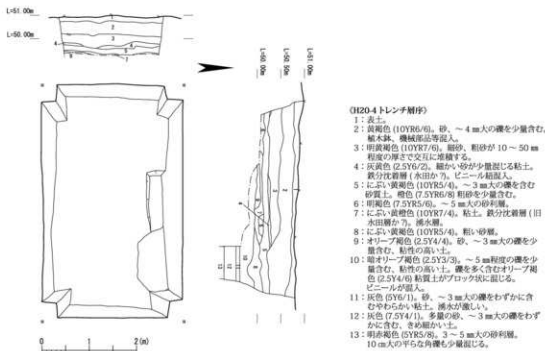 L=51.00m
L=50.00m
1
2
3
4
5
6
7
8
L=50.00m
L=50.50m
L=51.00m
0
1
2(m)
〈H20-4 トレンチ層序〉
1:表土。
2:黄褐色 (10YR6/6)。砂、～4㎜大の礫を少量含む。
植木鉢、機械部品等混入。
3:明黄褐色 (10YR7/6)。細砂、粗砂が 10～50㎜
程度の厚さで交互に堆積する。
4:灰黄色 (2.5Y6/2)。細かい砂が少量混じる粘土。
鉄分沈着層 (水田か?)。ビニール紐混入。
5:にぶい黄褐色 (10YR5/4)。～3㎜大の礫を含む
砂質土。橙色 (7.5YR6/8) 粗砂を少量含む。
6:明褐色 (7.5YR5/6)。～5㎜大の砂利層。
7:にぶい黄橙色 (10YR7/4)。粘土。鉄分沈着層 (旧
水田層か?)。湧水層。
8:にぶい黄褐色 (10YR5/4)。粗い砂層。
9:オリーブ褐色 (2.5Y4/4)。砂、～3㎜大の礫を少
量含む、粘性の高い土。
10:暗オリーブ褐色 (2.5Y3/3)。～5㎜程度の礫を少
量含む、粘性の高い土。礫を多く含むオリーブ褐
色 (2.5Y4/6) 粘質土がブロック状に混じる。
ビニールが混入。
11:灰色 (5Y6/1)。砂、～3㎜大の礫をわずかに含
むやわらかい粘土。湧水が激しい。
12:灰色 (7.5Y4/1)。多量の砂、～3㎜大の礫をわず
かに含む、きめ細かい土。
13:明赤褐色 (5YR5/8)。3～5㎜大の砂利層。
10㎝大の平らな角礫も少量混じる。